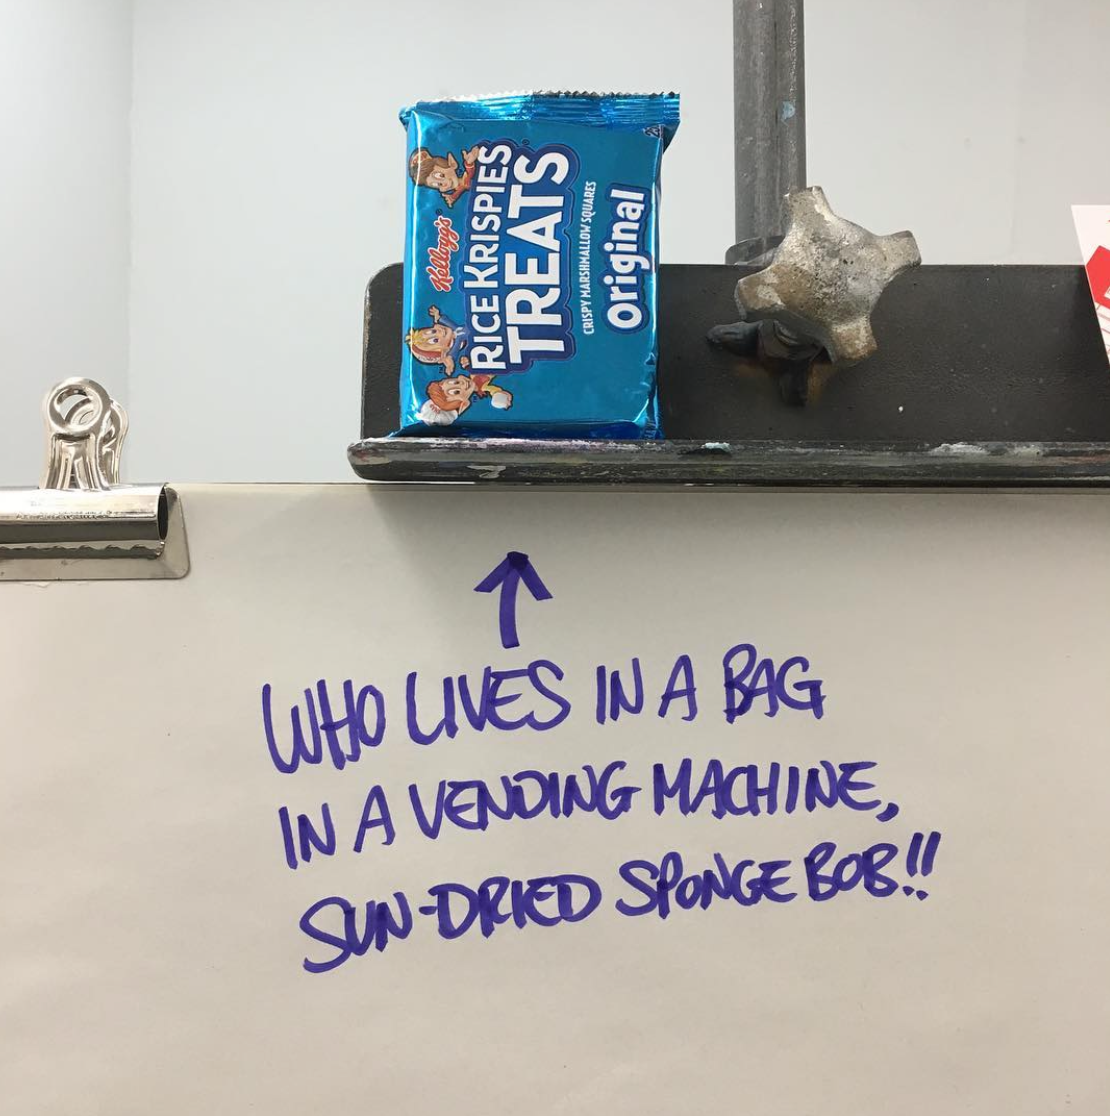 Kellogg's
RICE KRISPIES
TREATS
CRISPY MARSHMALLOW SQUARES
Original
WHO LIVES IN A BAG
IN A VENDING MACHINE,
SUN-DRIED SPONGE BOB!!